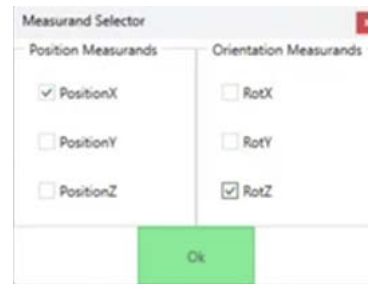 Measurand Selector
Position Measurands
Orientation Measurands
PositionX
RotX
PositionY
RotY
PositionZ
RotZ
Ok